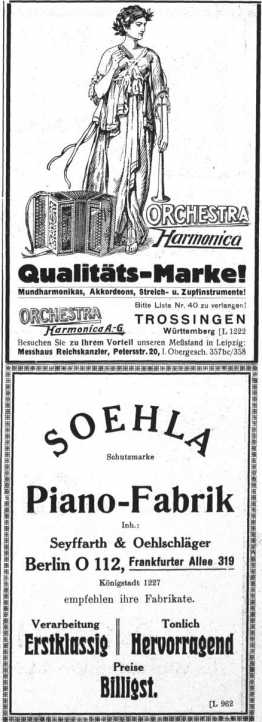 ORCHESTRA
Harmonica
Qualitäts-Marke!
Mundharmonikas, Akkordeons, Streich- u. Zupfinstrumente!
ORCHESTRA
Harmonica A-G.
Bitte Liste Nr. 40 zu verlangen!
TROSSINGEN
Württemberg [L 1222
Besuchen Sie zu Ihrem Vorteil unseren Meßstand in Leipzig:
Messhaus Reichskanzler, Petersstr. 20, I. Obergesch. 357bc/358
SOEHLA
Schutzmarke
Piano-Fabrik
Inh.:
Seyffarth & Oehlschläger
Berlin O 112, Frankfurter Allee 319
Königstadt 1227
empfehlen ihre Fabrikate.
Verarbeitung Tonlich
Erstklassig Hervorragend
Preise
Billigst.
[L 962